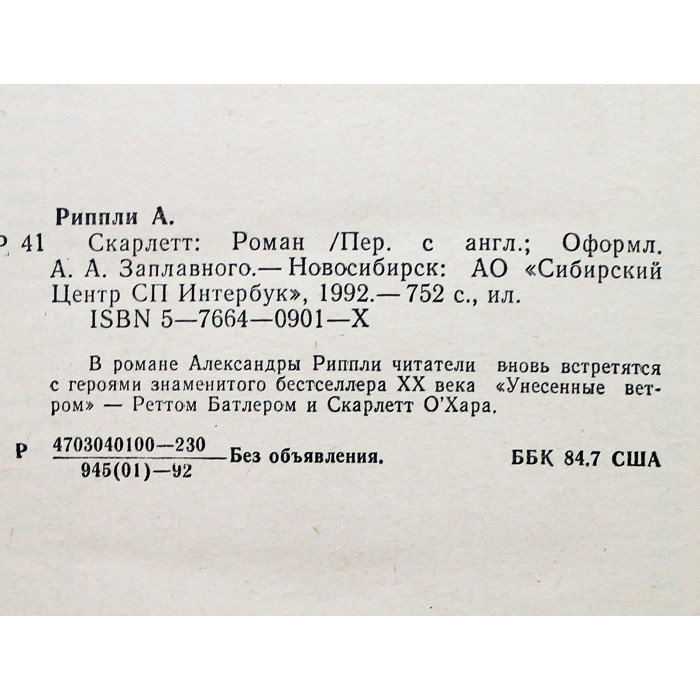 Риппли А.
Р 41 Скарлетт: Роман /Пер. с англ.; Оформл.
А. А. Заплавного.— Новосибирск: АО «Сибирский
Центр СП Интербук», 1992.— 752 с., ил.
ISBN 5—7664—0901—X
В романе Александры Риппли читатели вновь встретятся
с героями знаменитого бестселлера XX века «Унесенные вет-
ром» — Реттом Батлером и Скарлетт О'Хара.
Р 4703040100—230
945(01)—92 Без объявления. ББК 84.7 США